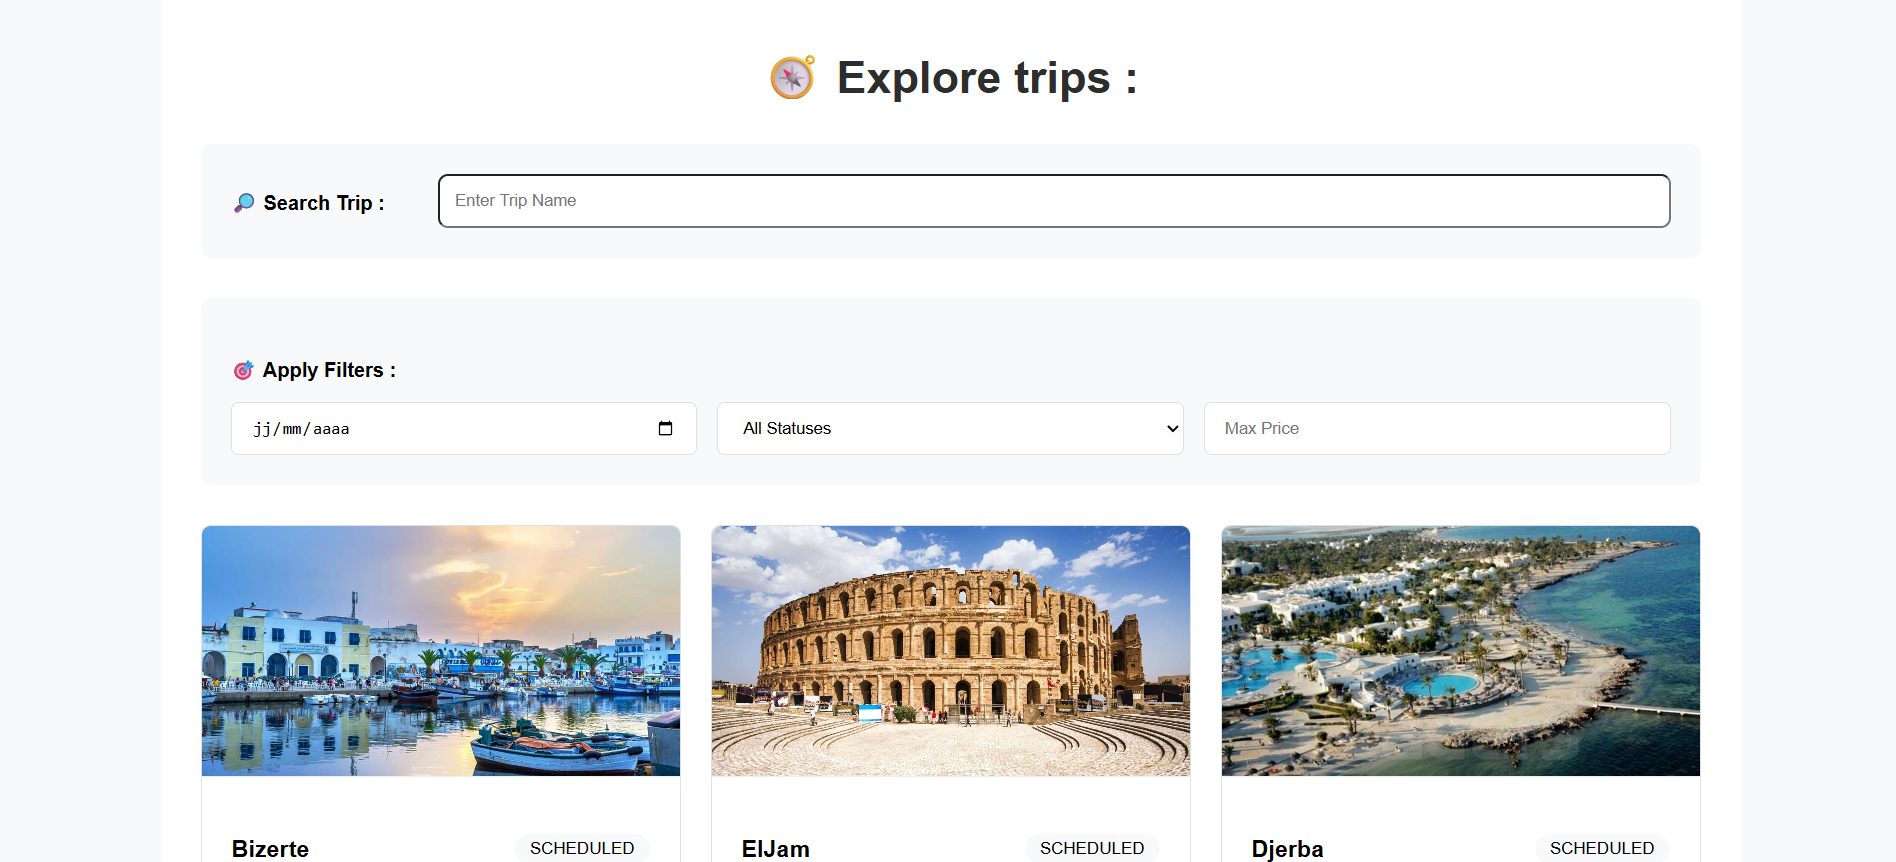 Explore trips :
Search Trip :
Enter Trip Name
Apply Filters :
jj/mm/aaaa
All Statuses
Max Price
Bizerte
SCHEDULED
ElJam
SCHEDULED
Djerba
SCHEDULED